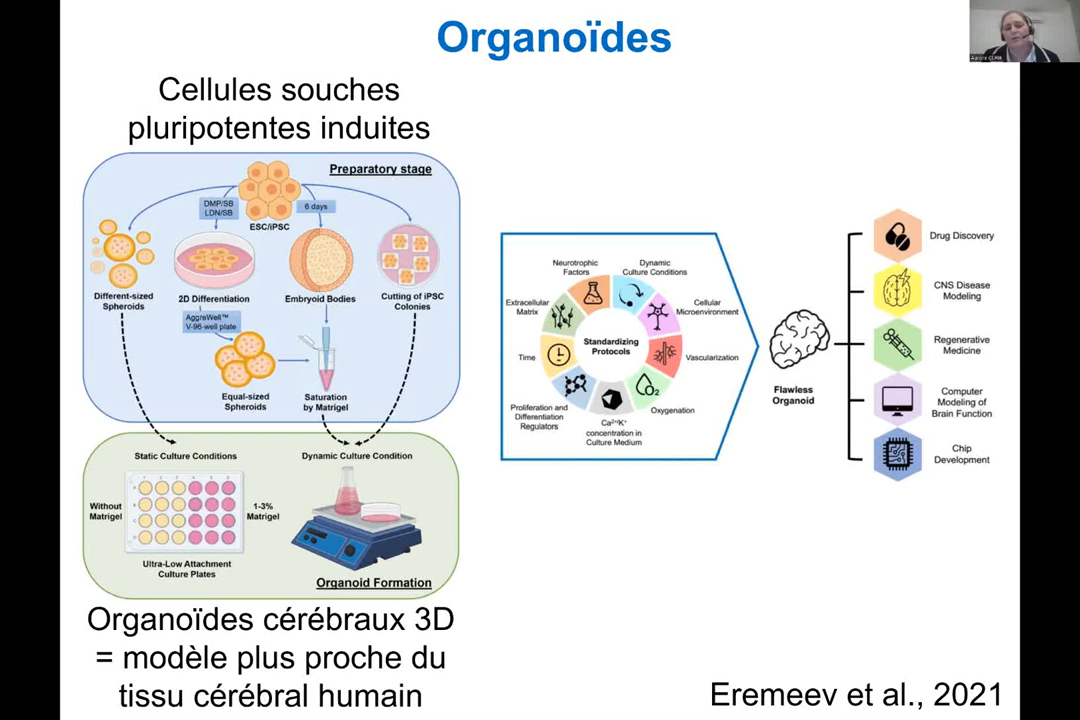 Organoïdes
Cellules souches
pluripotentes induites
Preparatory stage
DMP/SB
LDN/SB
6 days
ESC/iPSC
Different-sized
Spheroids
2D Differentiation
Embryoid Bodies
Cutting of iPSC
Colonies
AggreWell™
V-96-well plate
Equal-sized
Spheroids
Saturation
by Matrigel
Static Culture Conditions
Dynamic Culture Condition
Without
Matrigel
1-3%
Matrigel
Ultra-Low Attachment
Culture Plates
Organoid Formation
Organoïdes cérébraux 3D
= modèle plus proche du
tissu cérébral humain
Neurotrophic
Factors
Dynamic
Culture Conditions
Extracellular
Matrix
Cellular
Microenvironment
Standardizing
Protocols
Time
Vascularization
O₂
Proliferation and
Differentiation
Regulators
Oxygenation
Ca²⁺/K⁺
concentration in
Culture Medium
Flawless
Organoid
Drug Discovery
CNS Disease
Modeling
Regenerative
Medicine
Computer
Modeling of
Brain Function
Chip
Development
Eremeev et al., 2021